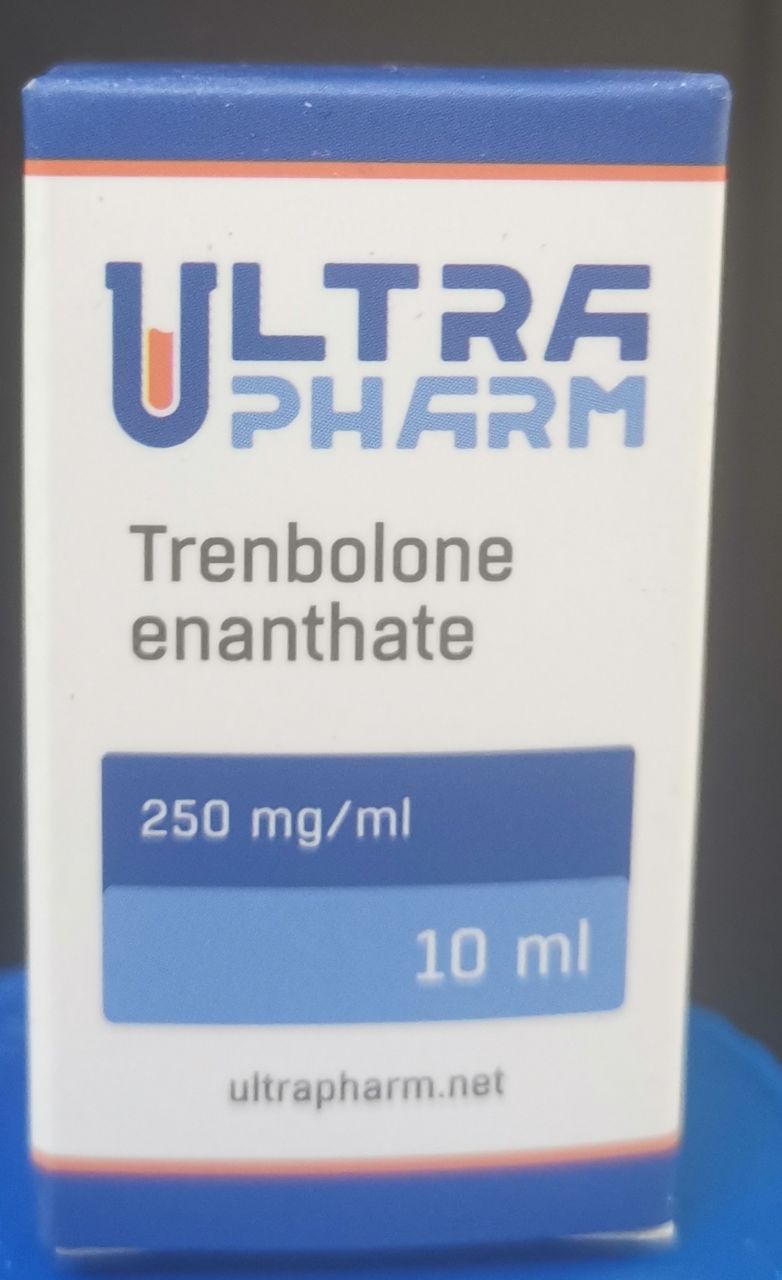 ULTRA
PHARM
Trenbolone
enanthate
250 mg/ml
10 ml
ultrapharm.net